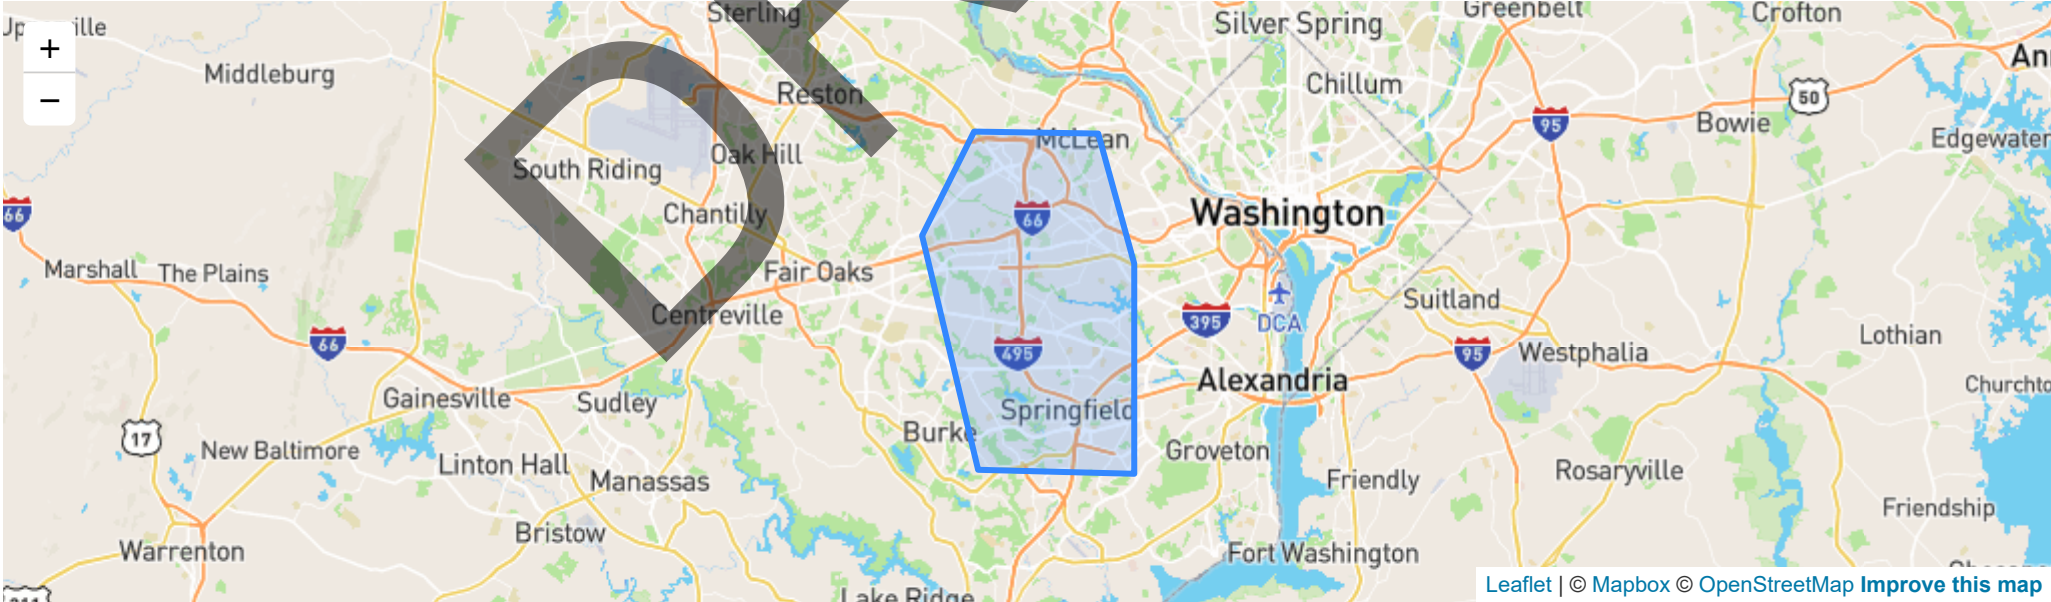 Sterling
Silver Spring
Greenbelt
Crofton
+
Middleburg
−
Reston
Chillum
50
95
Bowie
McLean
Edgewater
South Riding
Oak Hill
66
Chantilly
66
Washington
Marshall
The Plains
Fair Oaks
Centreville
395
DCA
Suitland
66
495
95
Westphalia
Lothian
Alexandria
Gainesville
Sudley
Springfield
Burke
17
New Baltimore
Linton Hall
Manassas
Groveton
Friendly
Rosaryville
Friendship
Bristow
Warrenton
Fort Washington
Lake Ridge
Leaflet | © Mapbox © OpenStreetMap Improve this map